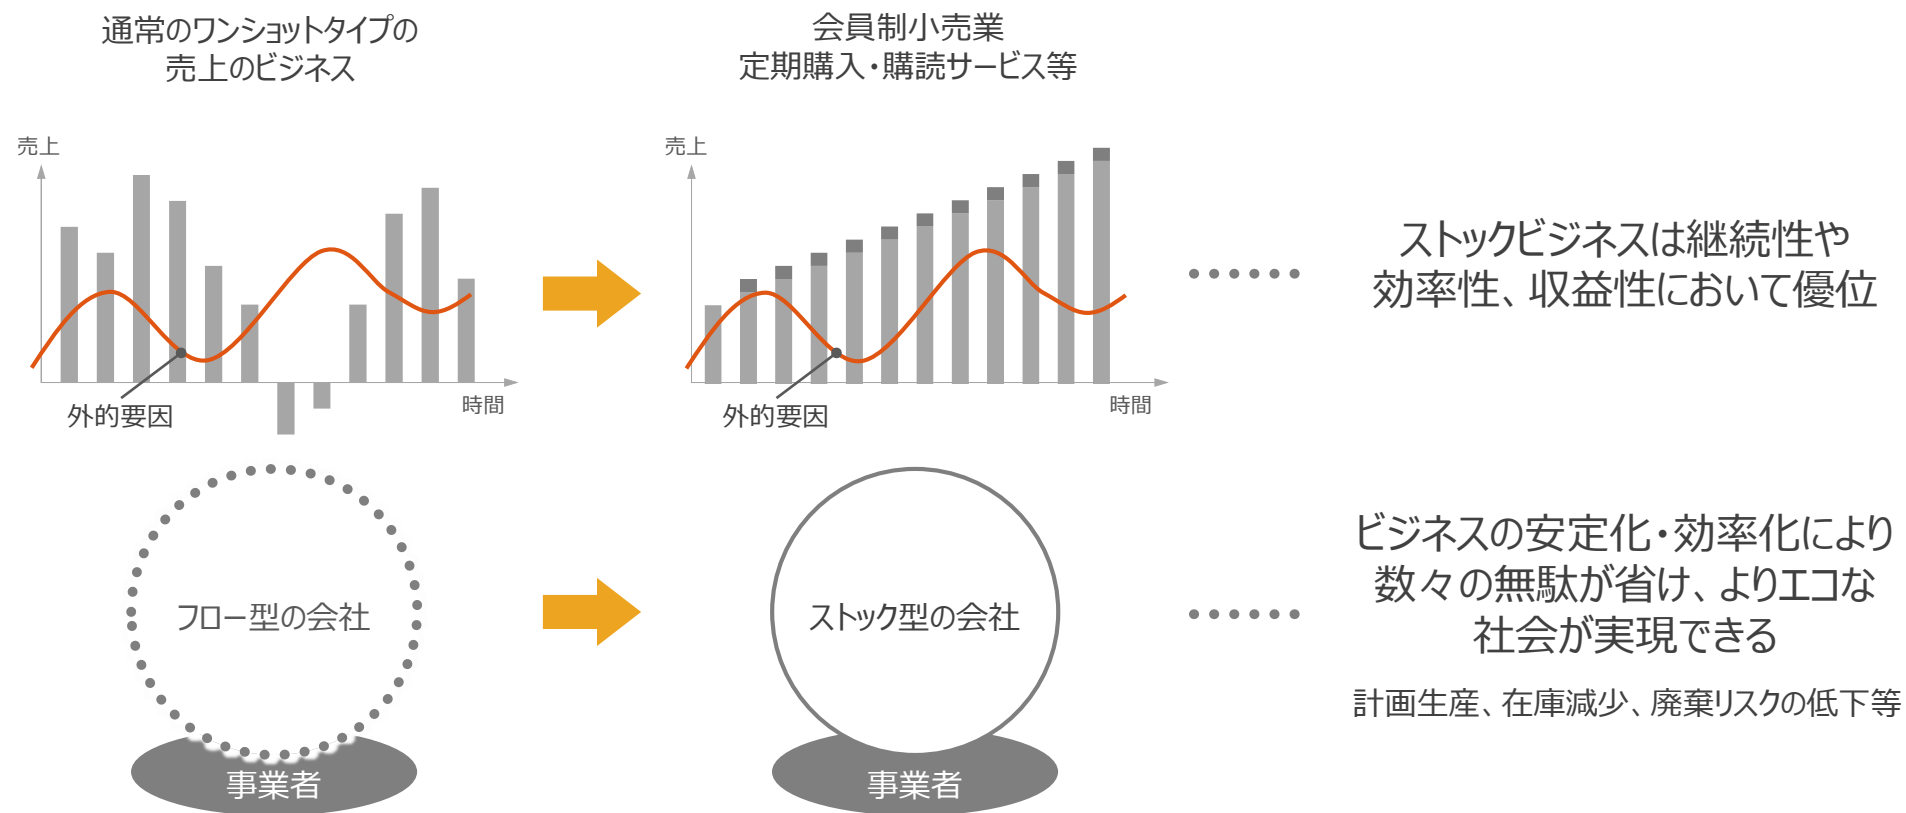 通常のワンショットタイプの
売上のビジネス
会員制小売業
定期購入・購読サービス等
売上
外的要因
時間
売上
外的要因
時間
ストックビジネスは継続性や
効率性、収益性において優位
フロー型の会社
事業者
ストック型の会社
事業者
ビジネスの安定化・効率化により
数々の無駄が省け、よりエコな
社会が実現できる
計画生産、在庫減少、廃棄リスクの低下等